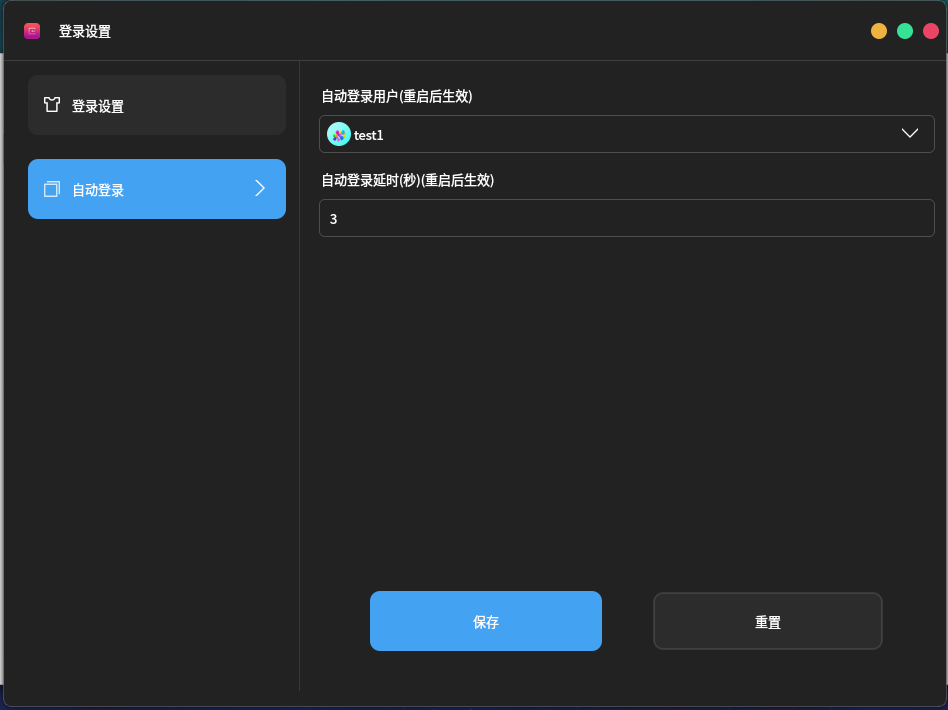 登录设置
登录设置
自动登录
自动登录用户(重启后生效)
test1
自动登录延时(秒)(重启后生效)
3
保存
重置